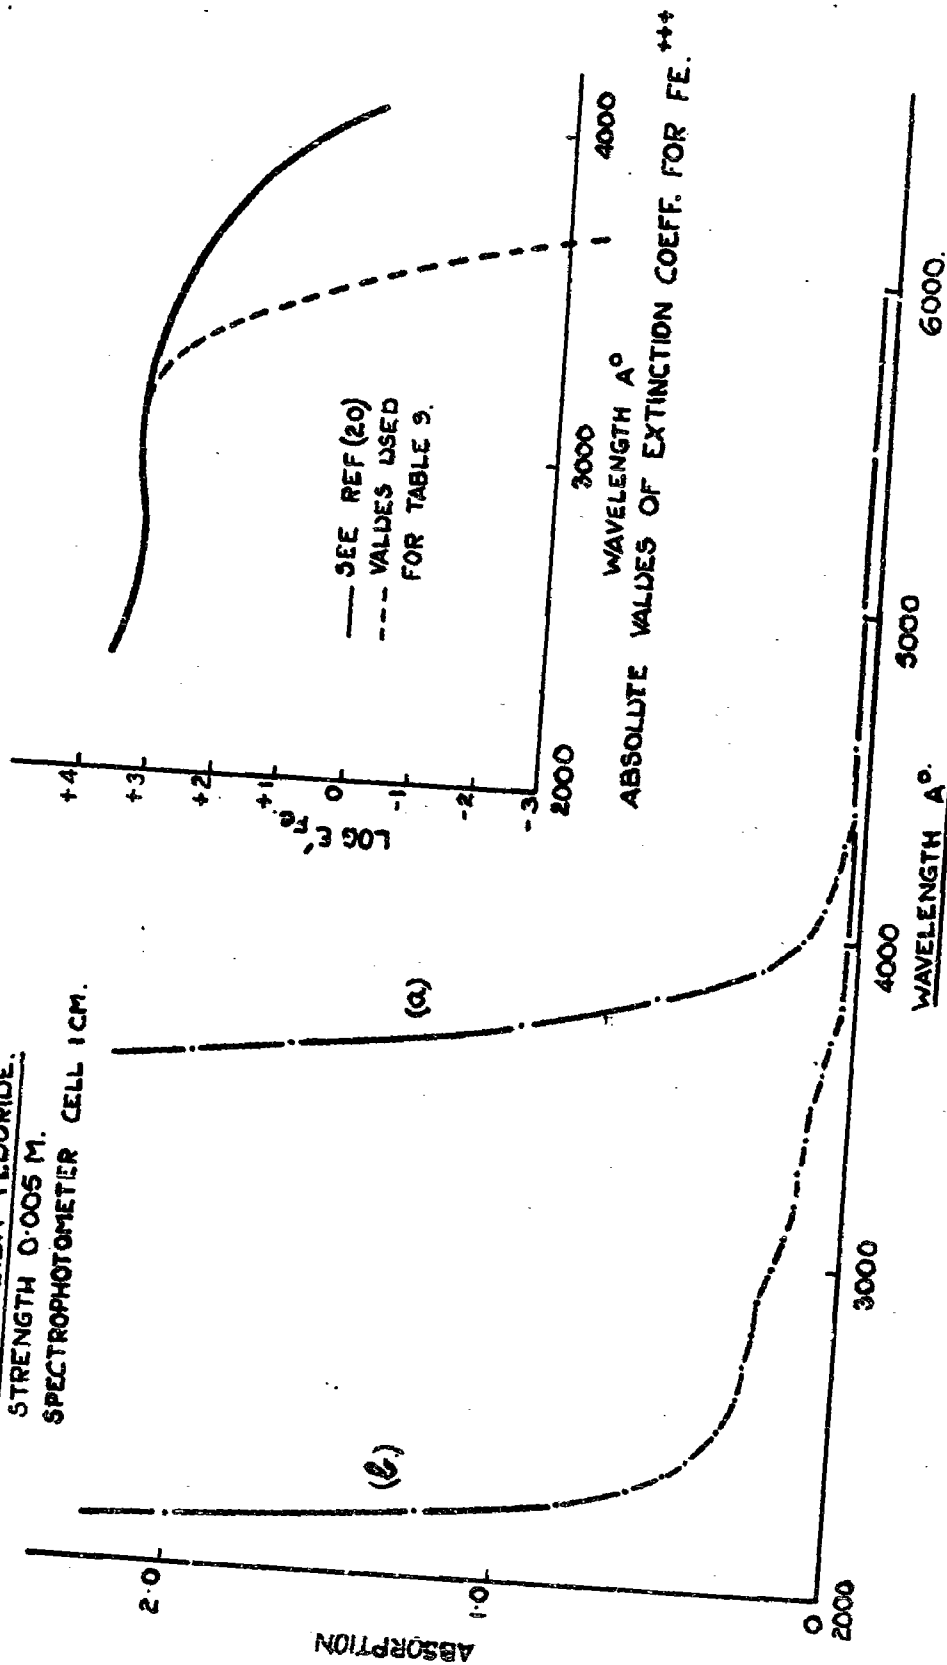 STRENGTH 0·005 M.
SPECTROPHOTOMETER CELL 1 CM.
ABSORPTION
2·0
1·0
0
2000
3000
4000
5000
6000.
WAVELENGTH A°.
(a)
(b.)
LOG E'Fe.
+4
+3
+2
+1
0
-1
-2
-3
2000
3000
4000
—— SEE REF (20)
--- VALUES USED
FOR TABLE 9.
WAVELENGTH A°
ABSOLUTE VALUES OF EXTINCTION COEFF. FOR FE.+++